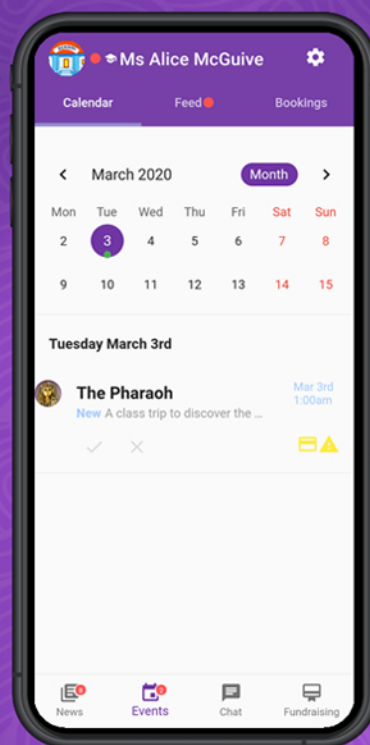 Ms Alice McGuive
Calendar Feed Bookings
March 2020 Month
Mon Tue Wed Thu Fri Sat Sun
2 3 4 5 6 7 8
9 10 11 12 13 14 15
Tuesday March 3rd
The Pharaoh Mar 3rd
New A class trip to discover the ... 1:00am
News Events Chat Fundraising